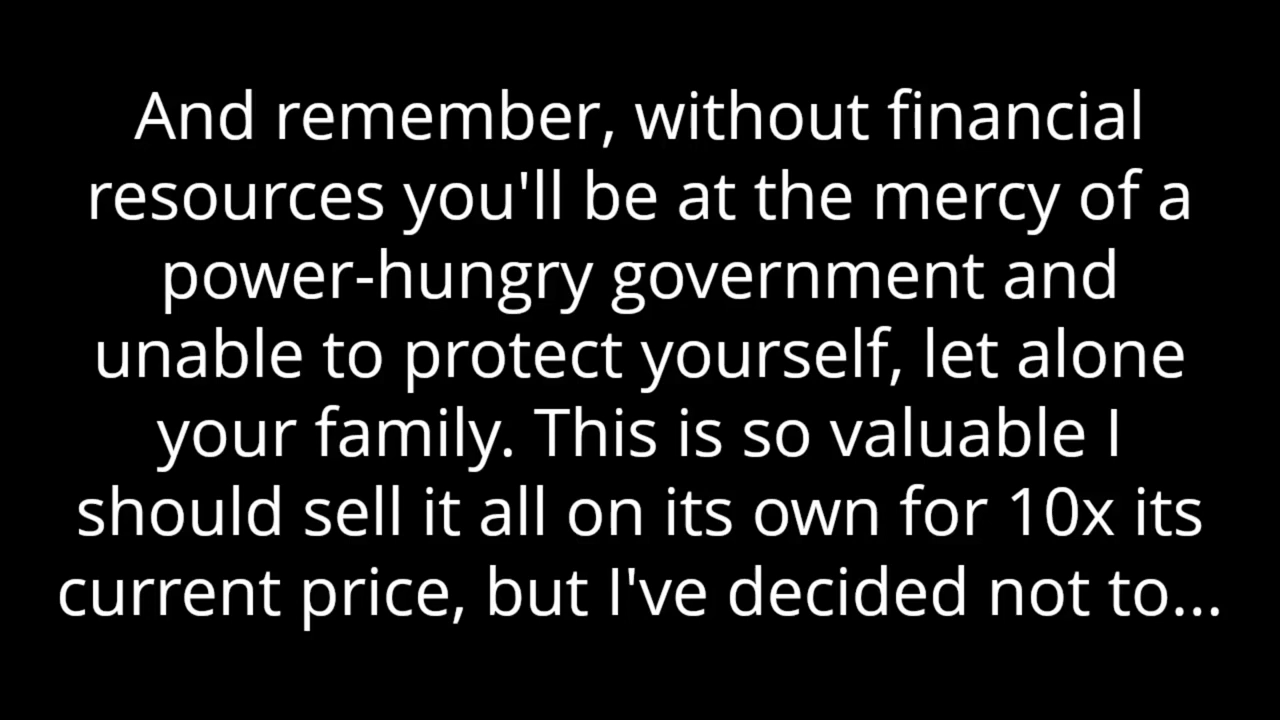 And remember, without financial
resources you'll be at the mercy of a
power-hungry government and
unable to protect yourself, let alone
your family. This is so valuable I
should sell it all on its own for 10x its
current price, but I've decided not to...